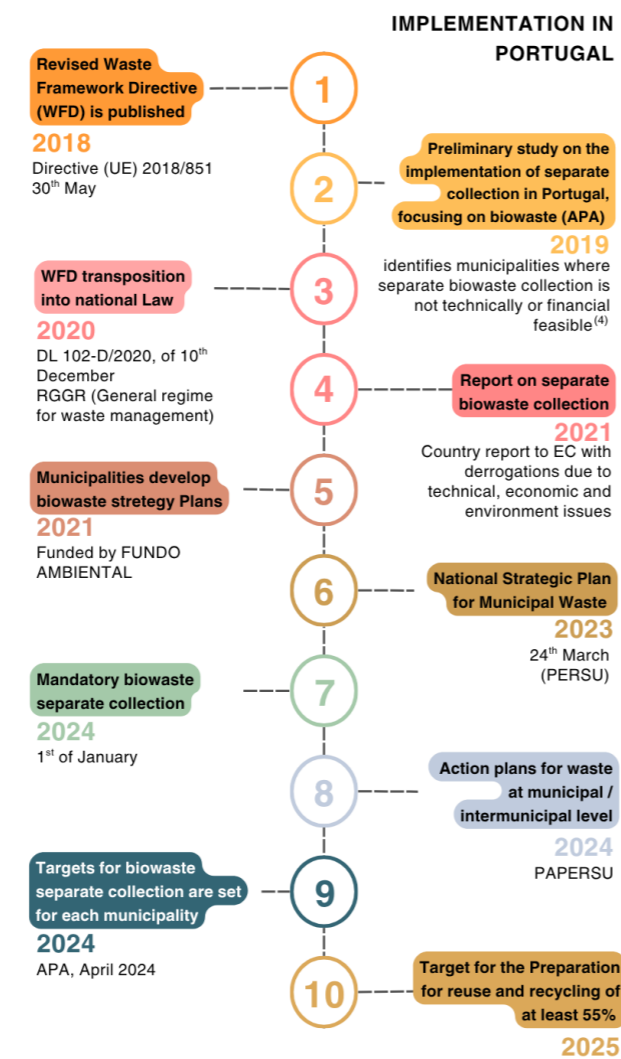 IMPLEMENTATION IN
PORTUGAL
1
Revised Waste
Framework Directive
(WFD) is published
2018
Directive (UE) 2018/851
30th May
2
Preliminary study on the
implementation of separate
collection in Portugal,
focusing on biowaste (APA)
2019
identifies municipalities where
separate biowaste collection is
not technically or financial
feasible(4)
3
WFD transposition
into national Law
2020
DL 102-D/2020, of 10th
December
RGGR (General regime
for waste management)
4
Report on separate
biowaste collection
2021
Country report to EC with
derrogations due to
technical, economic and
environment issues
5
Municipalities develop
biowaste stretegy Plans
2021
Funded by FUNDO
AMBIENTAL
6
National Strategic Plan
for Municipal Waste
2023
24th March
(PERSU)
7
Mandatory biowaste
separate collection
2024
1st of January
8
Action plans for waste
at municipal /
intermunicipal level
2024
PAPERSU
9
Targets for biowaste
separate collection are set
for each municipality
2024
APA, April 2024
10
Target for the Preparation
for reuse and recycling of
at least 55%
2025